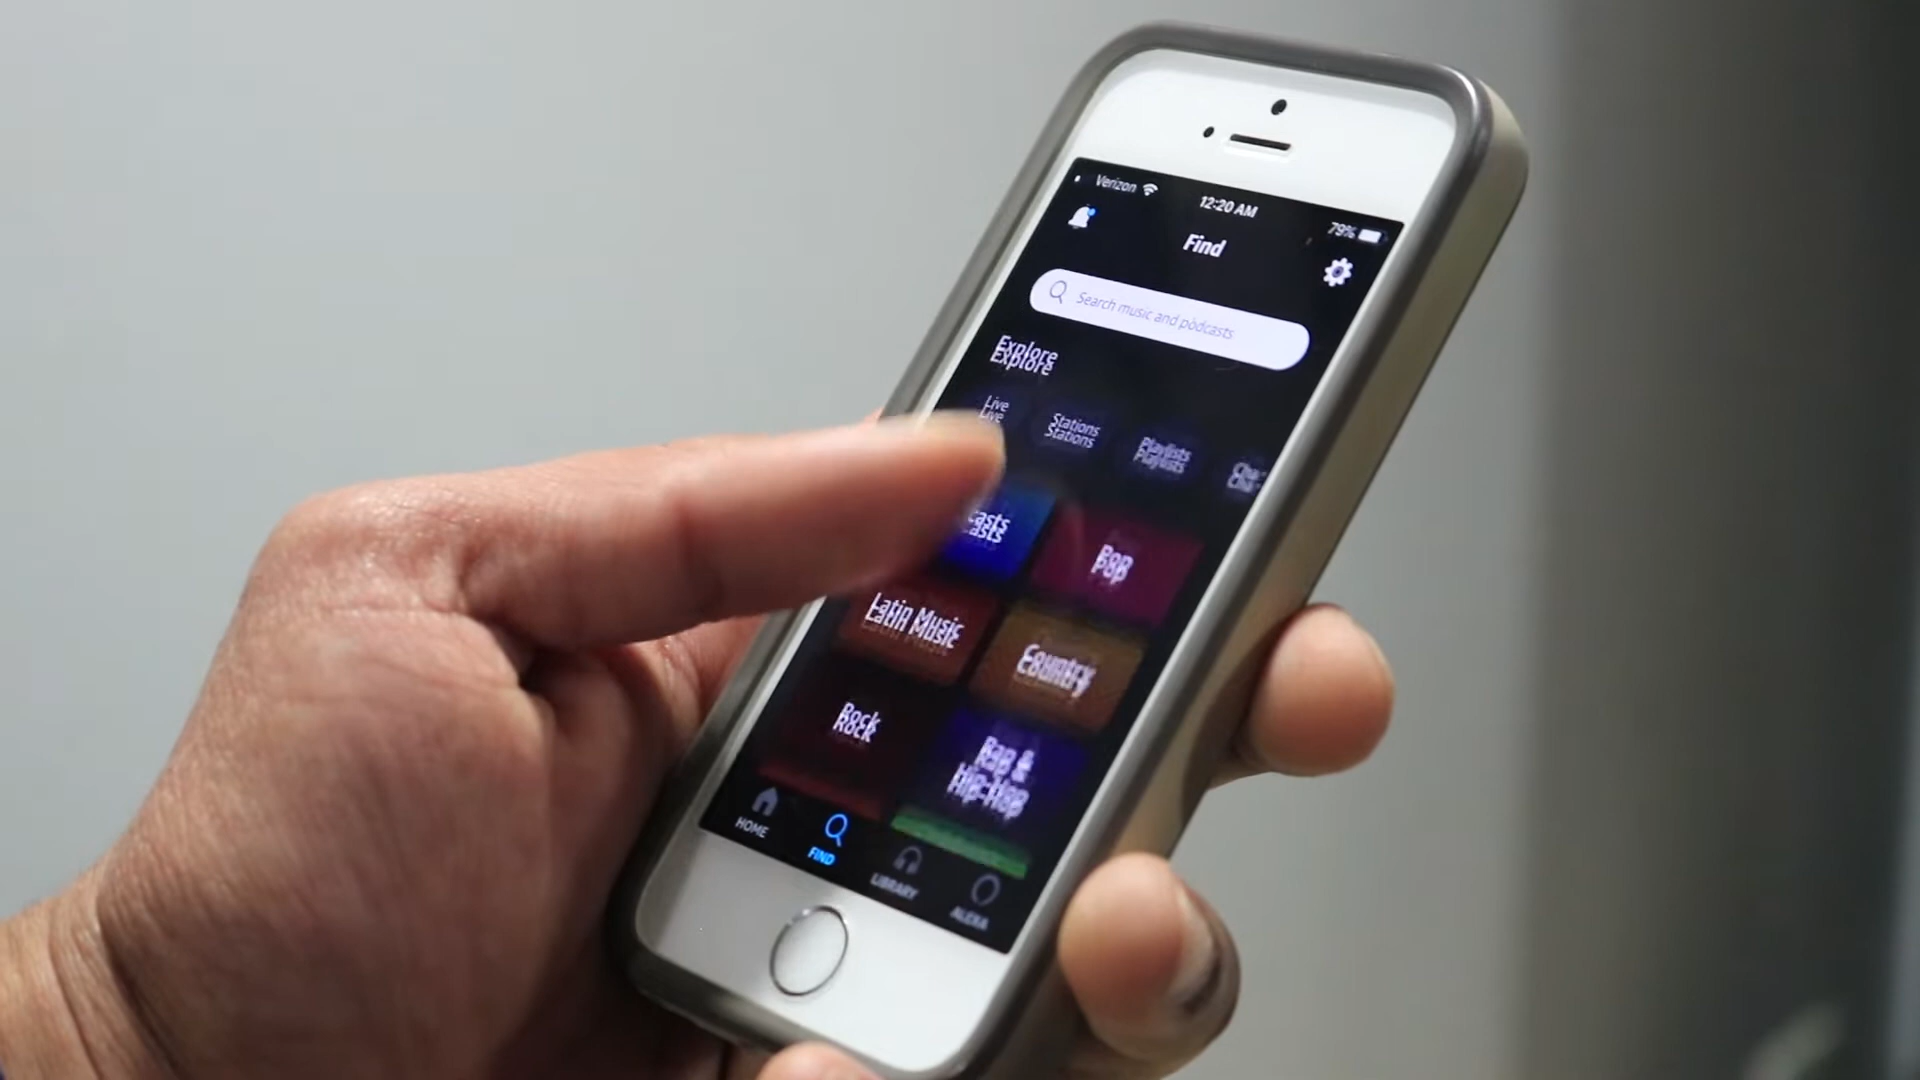 Verizon
12:20 AM
79%
Find
Search music and podcasts
Explore
Live
Stations
Playlists
Cha
casts
Pop
Latin Music
Country
Rock
Rap &
Hip-Hop
HOME
FIND
LIBRARY
ALEXA